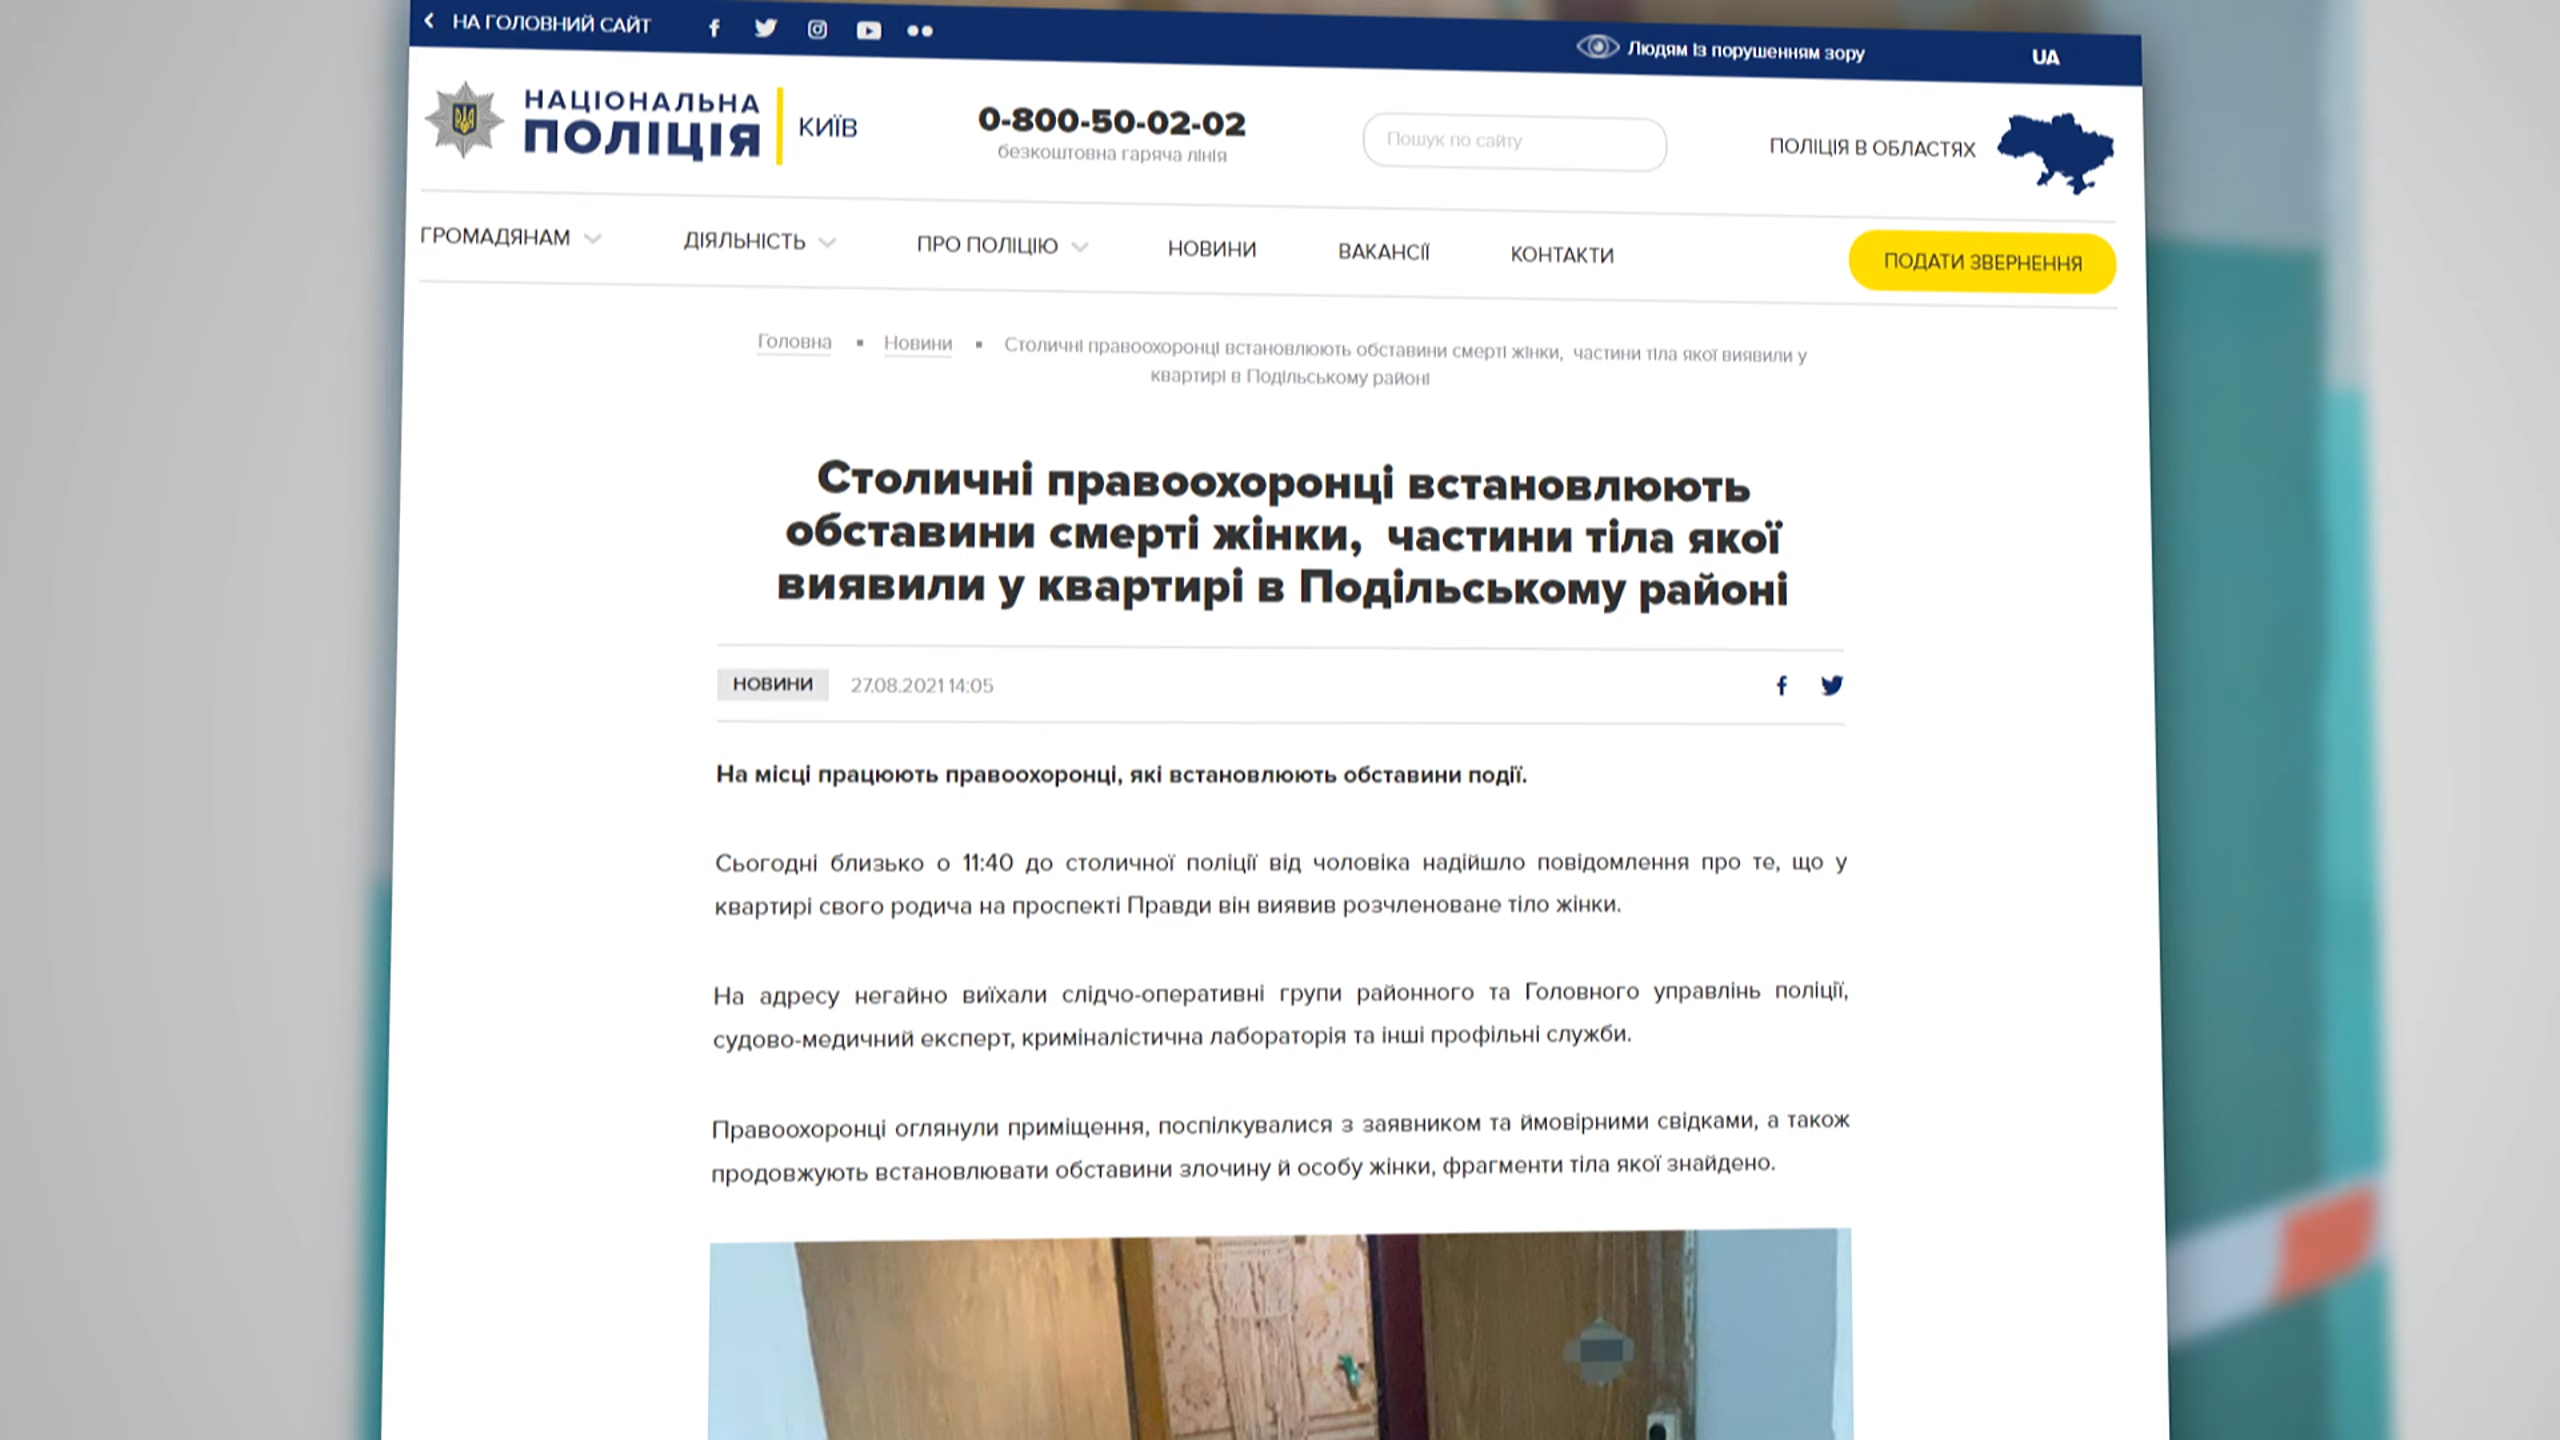 НА ГОЛОВНИЙ САЙТ
Людям із порушенням зору
UA
НАЦІОНАЛЬНА
ПОЛІЦІЯ
КИЇВ
0-800-50-02-02
безкоштовна гаряча лінія
Пошук по сайту
ПОЛІЦІЯ В ОБЛАСТЯХ
ГРОМАДЯНАМ
ДІЯЛЬНІСТЬ
ПРО ПОЛІЦІЮ
НОВИНИ
ВАКАНСІЇ
КОНТАКТИ
ПОДАТИ ЗВЕРНЕННЯ
Головна ▪ Новини ▪ Столичні правоохоронці встановлюють обставини смерті жінки, частини тіла якої виявили у
квартирі в Подільському районі
Столичні правоохоронці встановлюють
обставини смерті жінки, частини тіла якої
виявили у квартирі в Подільському районі
НОВИНИ 27.08.2021 14:05
На місці працюють правоохоронці, які встановлюють обставини події.
Сьогодні близько о 11:40 до столичної поліції від чоловіка надійшло повідомлення про те, що у
квартирі свого родича на проспекті Правди він виявив розчленоване тіло жінки.
На адресу негайно виїхали слідчо-оперативні групи районного та Головного управлінь поліції,
судово-медичний експерт, криміналістична лабораторія та інші профільні служби.
Правоохоронці оглянули приміщення, поспілкувалися з заявником та ймовірними свідками, а також
продовжують встановлювати обставини злочину й особу жінки, фрагменти тіла якої знайдено.